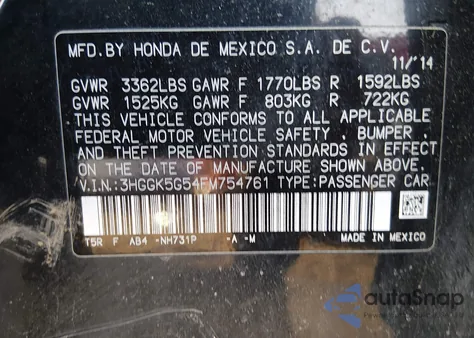 MFD.BY HONDA DE MEXICO S.A. DE C.V.
11/'14
GVWR 3362LBS GAWR F 1770LBS R 1592LBS
GVWR 1525KG GAWR F 803KG R 722KG
THIS VEHICLE CONFORMS TO ALL APPLICABLE
FEDERAL MOTOR VEHICLE SAFETY , BUMPER ,
AND THEFT PREVENTION STANDARDS IN EFFECT
ON THE DATE OF MANUFACTURE SHOWN ABOVE.
V.I.N.:3HGGK5G54FM754761 TYPE:PASSENGER CAR
T5R F AB4 -NH731P -A -M MADE IN MEXICO
autoSnap
Power by